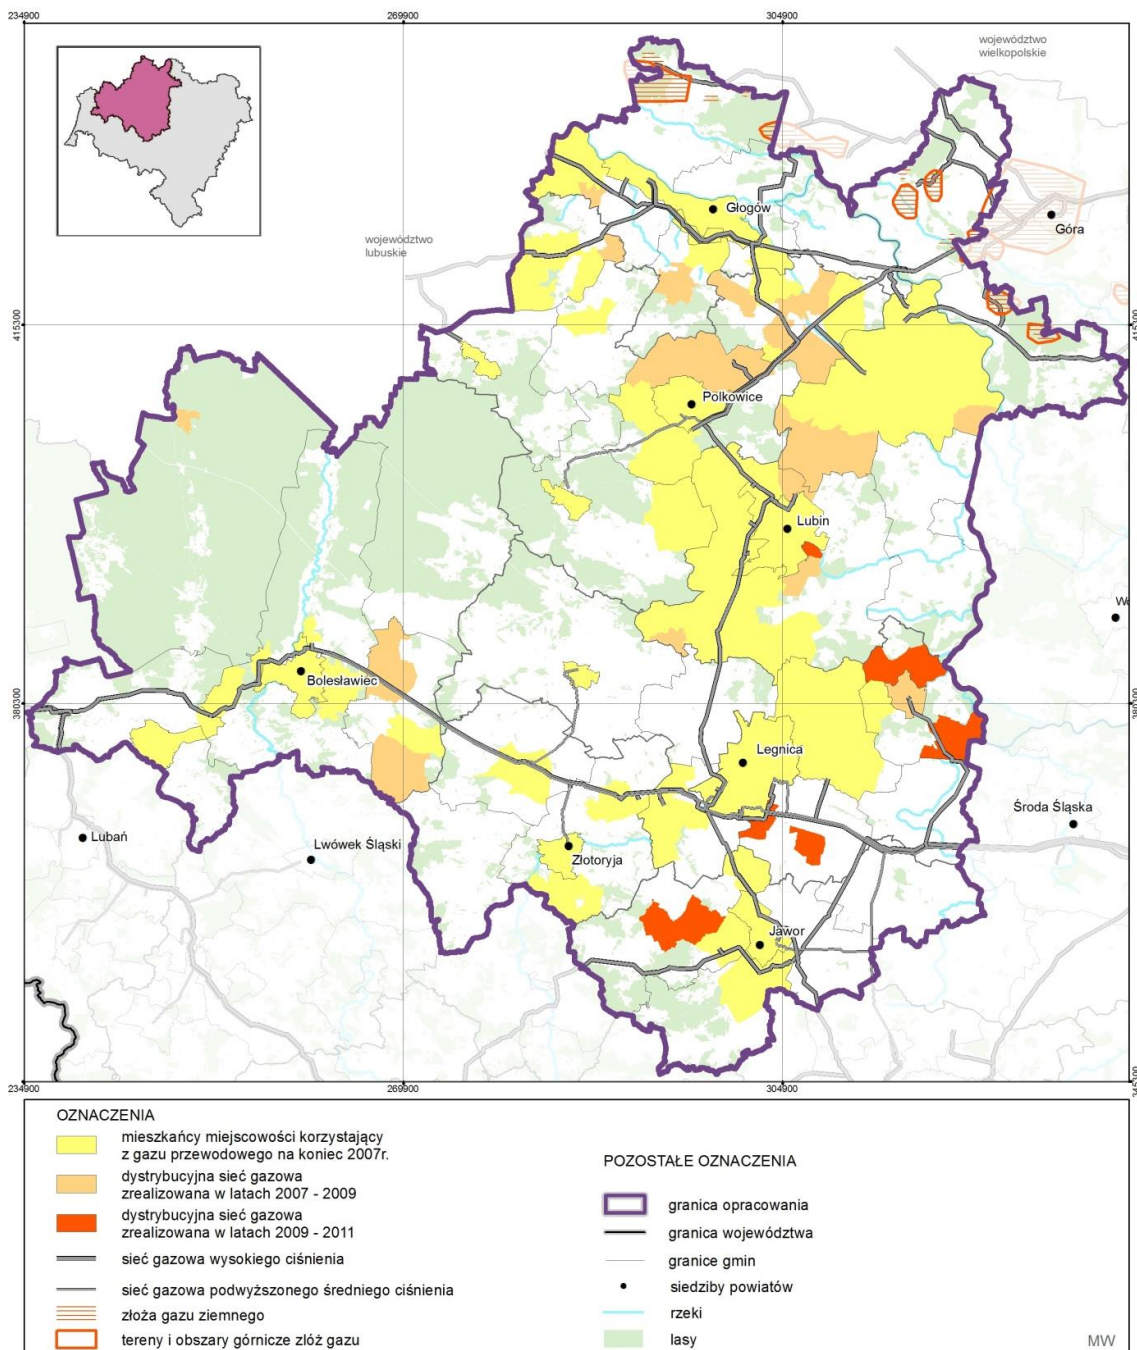 234900
269900
304900
województwo
wielkopolskie
Głogów
Góra
województwo
lubuskie
415300
415300
Polkowice
Lubin
Bolesławiec
380300
380300
Legnica
Środa Śląska
Lubań
Lwówek Śląski
Złotoryja
Jawor
234900
269900
304900
345300
OZNACZENIA
mieszkańcy miejscowości korzystający
z gazu przewodowego na koniec 2007r.
dystrybucyjna sieć gazowa
zrealizowana w latach 2007 - 2009
dystrybucyjna sieć gazowa
zrealizowana w latach 2009 - 2011
sieć gazowa wysokiego ciśnienia
sieć gazowa podwyższonego średniego ciśnienia
złoża gazu ziemnego
tereny i obszary górnicze złóż gazu
POZOSTAŁE OZNACZENIA
granica opracowania
granica województwa
granice gmin
siedziby powiatów
rzeki
lasy
MW